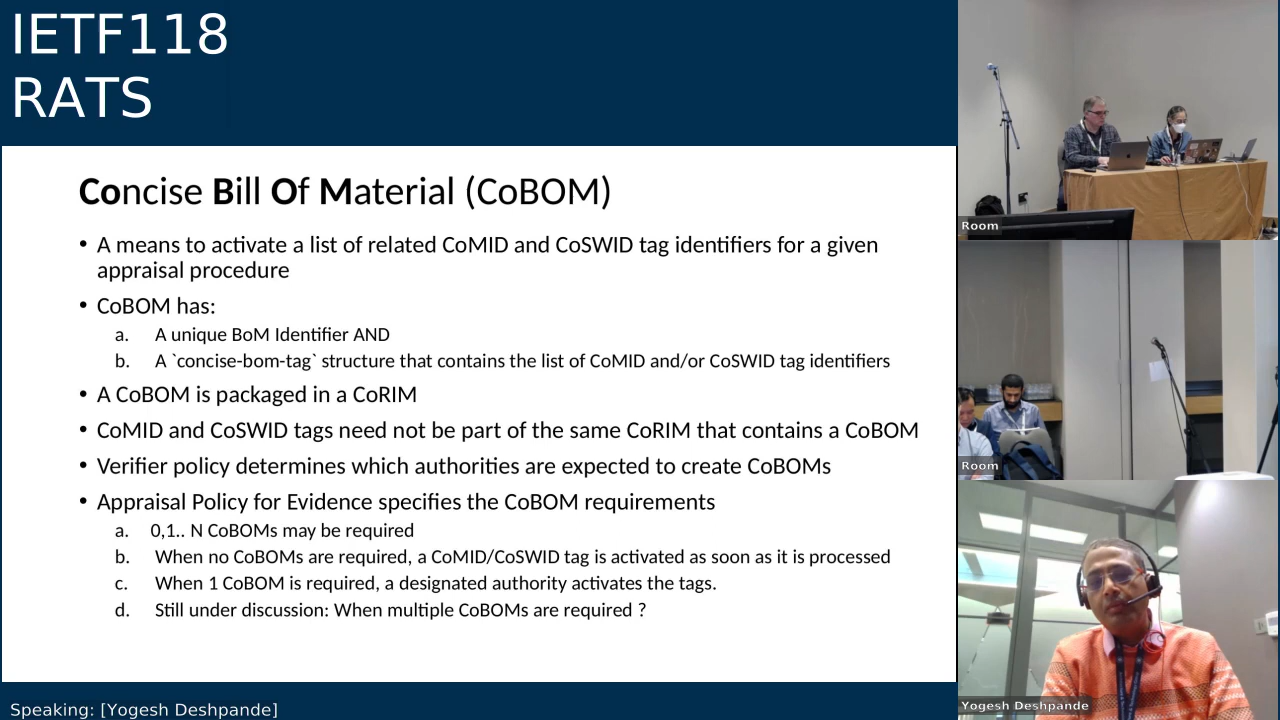 IETF118
RATS
Concise Bill Of Material (CoBOM)
• A means to activate a list of related CoMID and CoSWID tag identifiers for a given
appraisal procedure
• CoBOM has:
a. A unique BoM Identifier AND
b. A `concise-bom-tag` structure that contains the list of CoMID and/or CoSWID tag identifiers
• A CoBOM is packaged in a CoRIM
• CoMID and CoSWID tags need not be part of the same CoRIM that contains a CoBOM
• Verifier policy determines which authorities are expected to create CoBOMs
• Appraisal Policy for Evidence specifies the CoBOM requirements
a. 0,1.. N CoBOMs may be required
b. When no CoBOMs are required, a CoMID/CoSWID tag is activated as soon as it is processed
c. When 1 CoBOM is required, a designated authority activates the tags.
d. Still under discussion: When multiple CoBOMs are required ?
Speaking: [Yogesh Deshpande]
Room
Room
Yogesh Deshpande